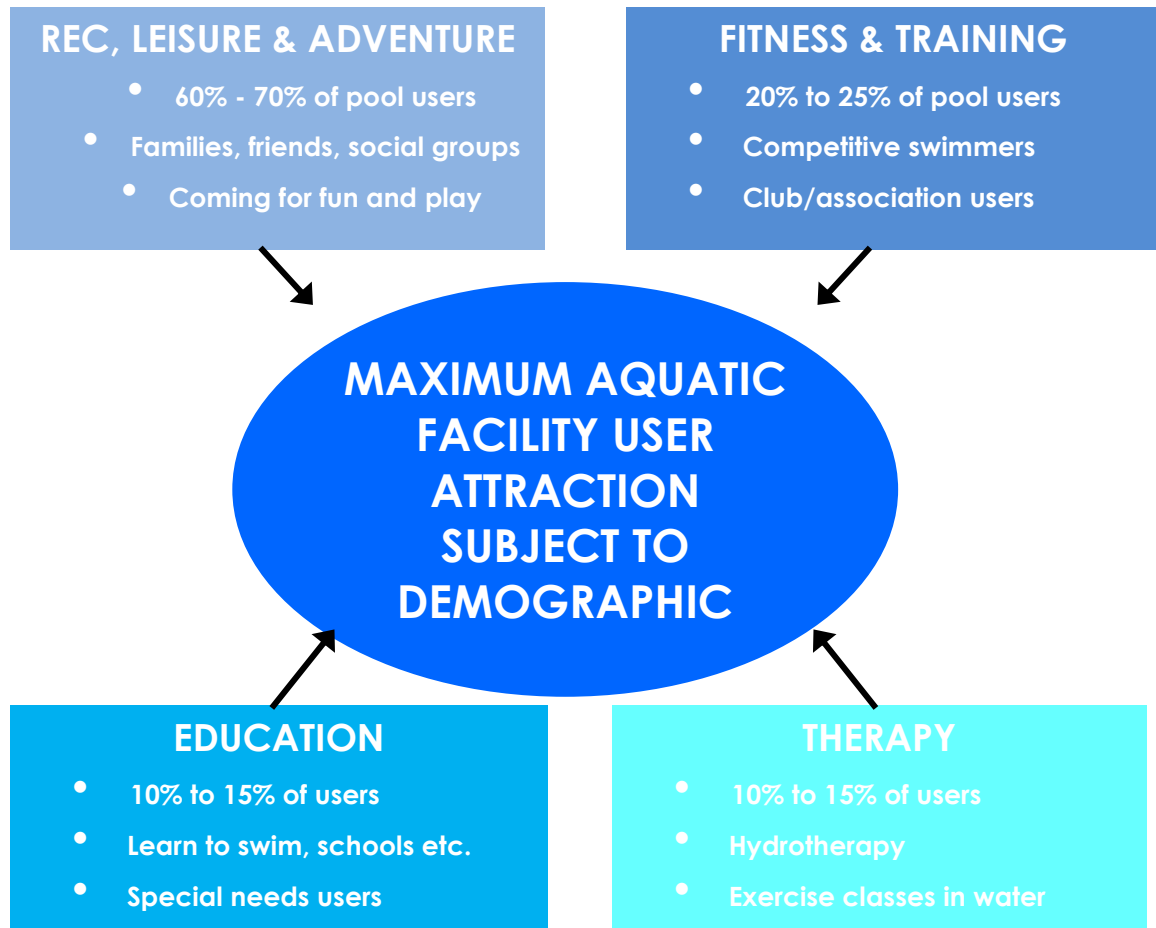 REC, LEISURE & ADVENTURE
• 60% - 70% of pool users
• Families, friends, social groups
• Coming for fun and play
FITNESS & TRAINING
• 20% to 25% of pool users
• Competitive swimmers
• Club/association users
MAXIMUM AQUATIC
FACILITY USER
ATTRACTION
SUBJECT TO
DEMOGRAPHIC
EDUCATION
• 10% to 15% of users
• Learn to swim, schools etc.
• Special needs users
THERAPY
• 10% to 15% of users
• Hydrotherapy
• Exercise classes in water